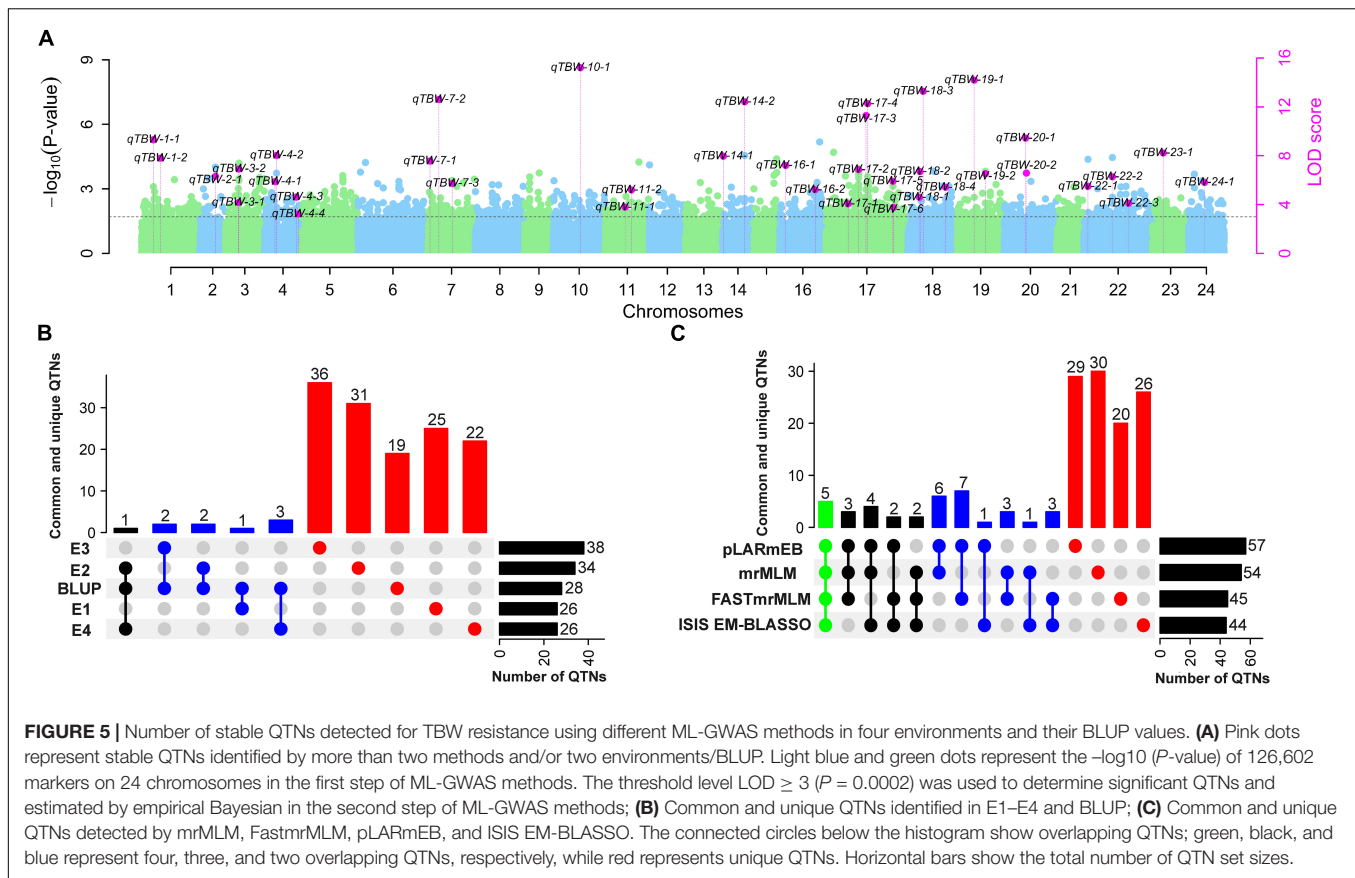 A
−log10(P-value)
9
6
3
0
LOD score
16
12
8
4
0
qTBW-10-1
qTBW-19-1
qTBW-7-2
qTBW-14-2
qTBW-17-4
qTBW-18-3
qTBW-17-3
qTBW-1-1
qTBW-20-1
qTBW-1-2
qTBW-4-2
qTBW-14-1
qTBW-23-1
qTBW-7-1
qTBW-3-2
qTBW-16-1
qTBW-17-2
qTBW-18-2
qTBW-20-2
qTBW-2-1
qTBW-4-1
qTBW-7-3
qTBW-17-5
qTBW-19-2
qTBW-22-2
qTBW-24-1
qTBW-11-2
qTBW-16-2
qTBW-18-4
qTBW-22-1
qTBW-4-3
qTBW-18-1
qTBW-3-1
qTBW-11-1
qTBW-17-1
qTBW-22-3
qTBW-4-4
qTBW-17-6
1 2 3 4 6 7 8 9 10 11 12 13 14 16 17 18 19 20 21 22 23 24
Chromosomes
B
Common and unique QTNs
30
20
10
0
1 2 2 1 3 36 31 19 25 22
E3 38
E2 34
BLUP 28
E1 26
E4 26
0 20 40
Number of QTNs
C
Common and unique QTNs
30
20
10
0
5 3 4 2 2 6 7 1 3 1 3 29 30 20 26
pLARmEB 57
mrMLM 54
FASTmrMLM 45
ISIS EM-BLASSO 44
0 20 40 60
Number of QTNs
FIGURE 5 | Number of stable QTNs detected for TBW resistance using different ML-GWAS methods in four environments and their BLUP values. (A) Pink dots
represent stable QTNs identified by more than two methods and/or two environments/BLUP. Light blue and green dots represent the –log10 (P-value) of 126,602
markers on 24 chromosomes in the first step of ML-GWAS methods. The threshold level LOD ≥ 3 (P = 0.0002) was used to determine significant QTNs and
estimated by empirical Bayesian in the second step of ML-GWAS methods; (B) Common and unique QTNs identified in E1–E4 and BLUP; (C) Common and unique
QTNs detected by mrMLM, FastmrMLM, pLARmEB, and ISIS EM-BLASSO. The connected circles below the histogram show overlapping QTNs; green, black, and
blue represent four, three, and two overlapping QTNs, respectively, while red represents unique QTNs. Horizontal bars show the total number of QTN set sizes.